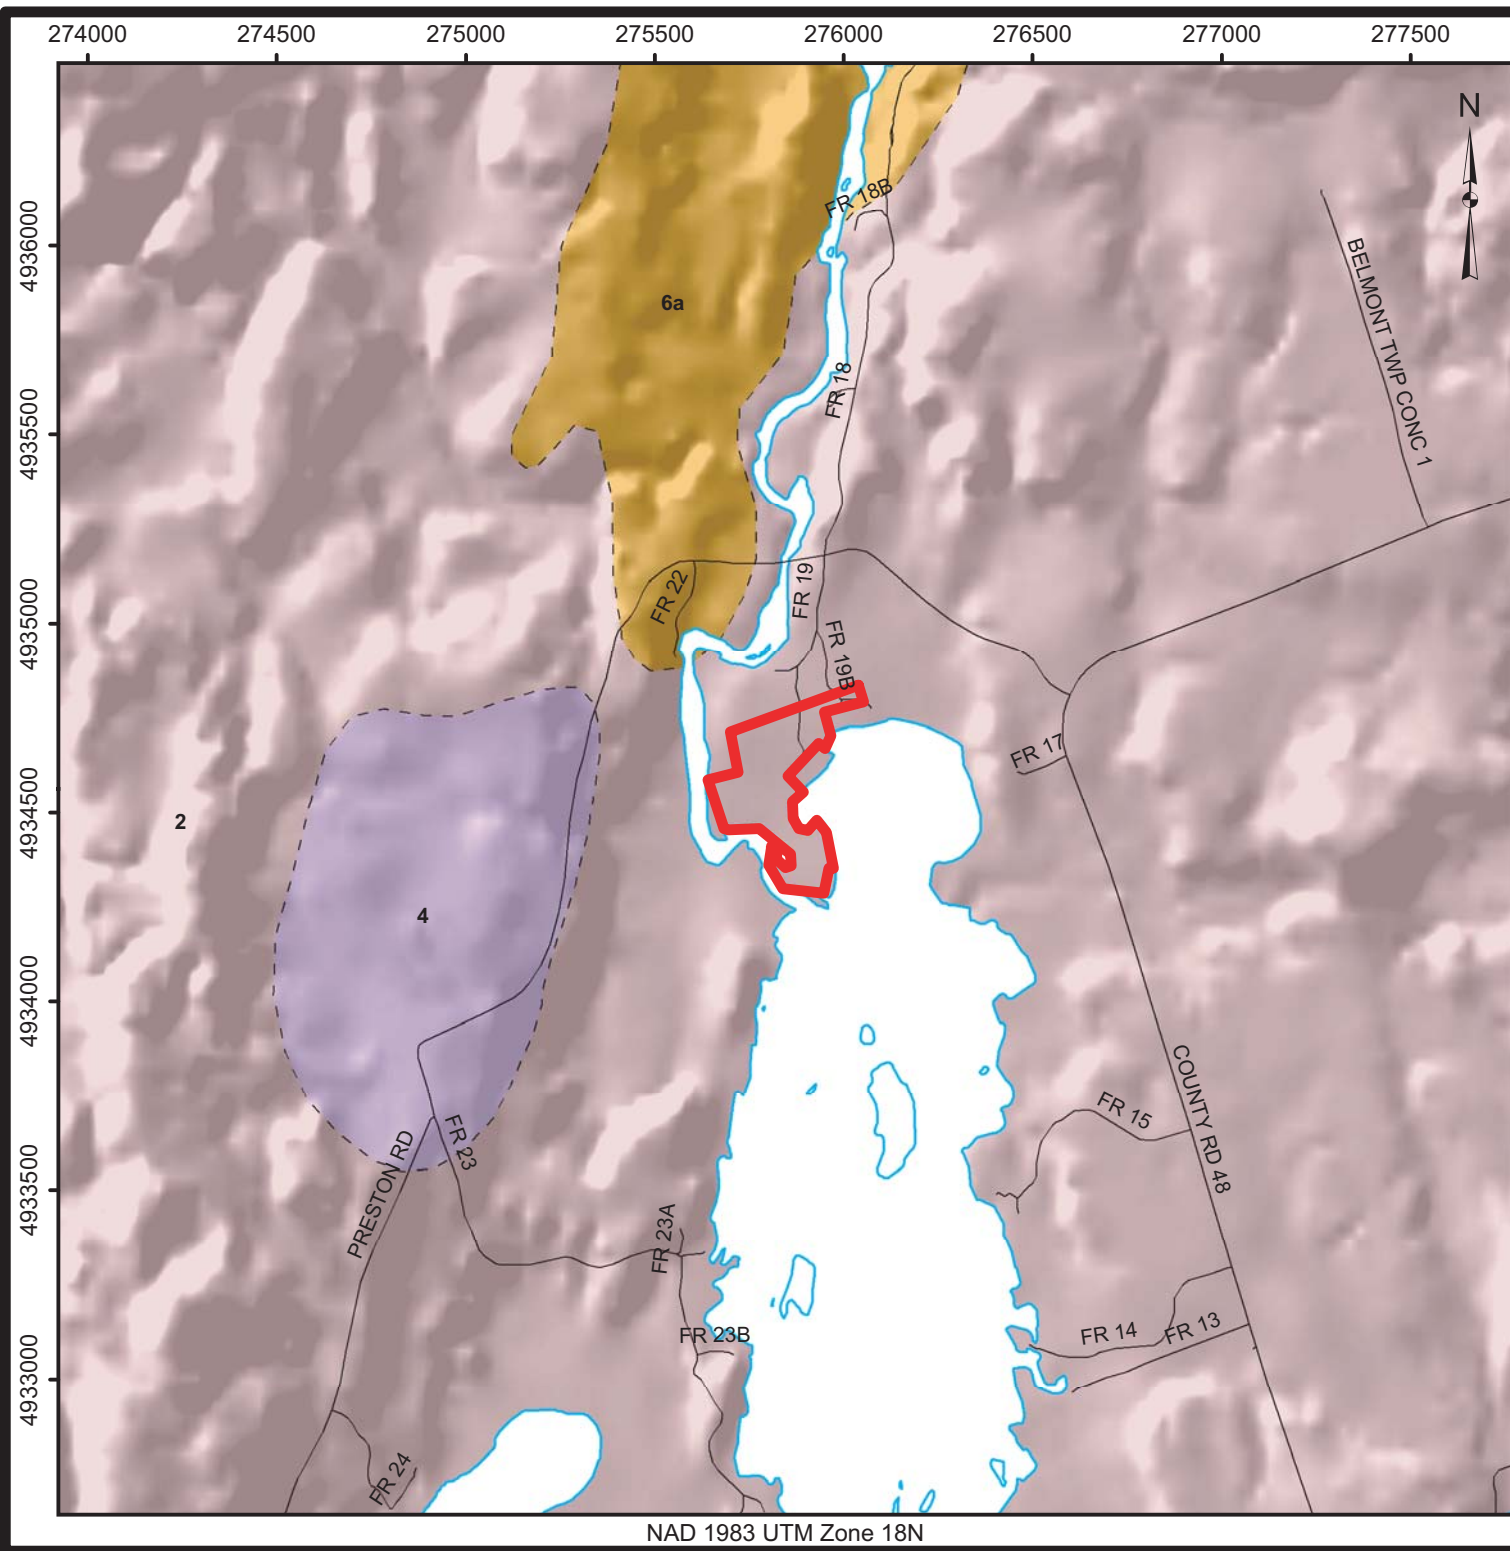 274000 274500 275000 275500 276000 276500 277000 277500
N
4936000
4935500
4935000
4934500
4934000
4933500
4933000
FR 18B
BELMONT TWP CONC 1
6a
FR 18
FR 22
FR 19
FR 19B
FR 17
2
4
COUNTY RD 48
FR 15
FR 23
PRESTON RD
FR 23A
FR 14
FR 13
FR 23B
FR 24
NAD 1983 UTM Zone 18N